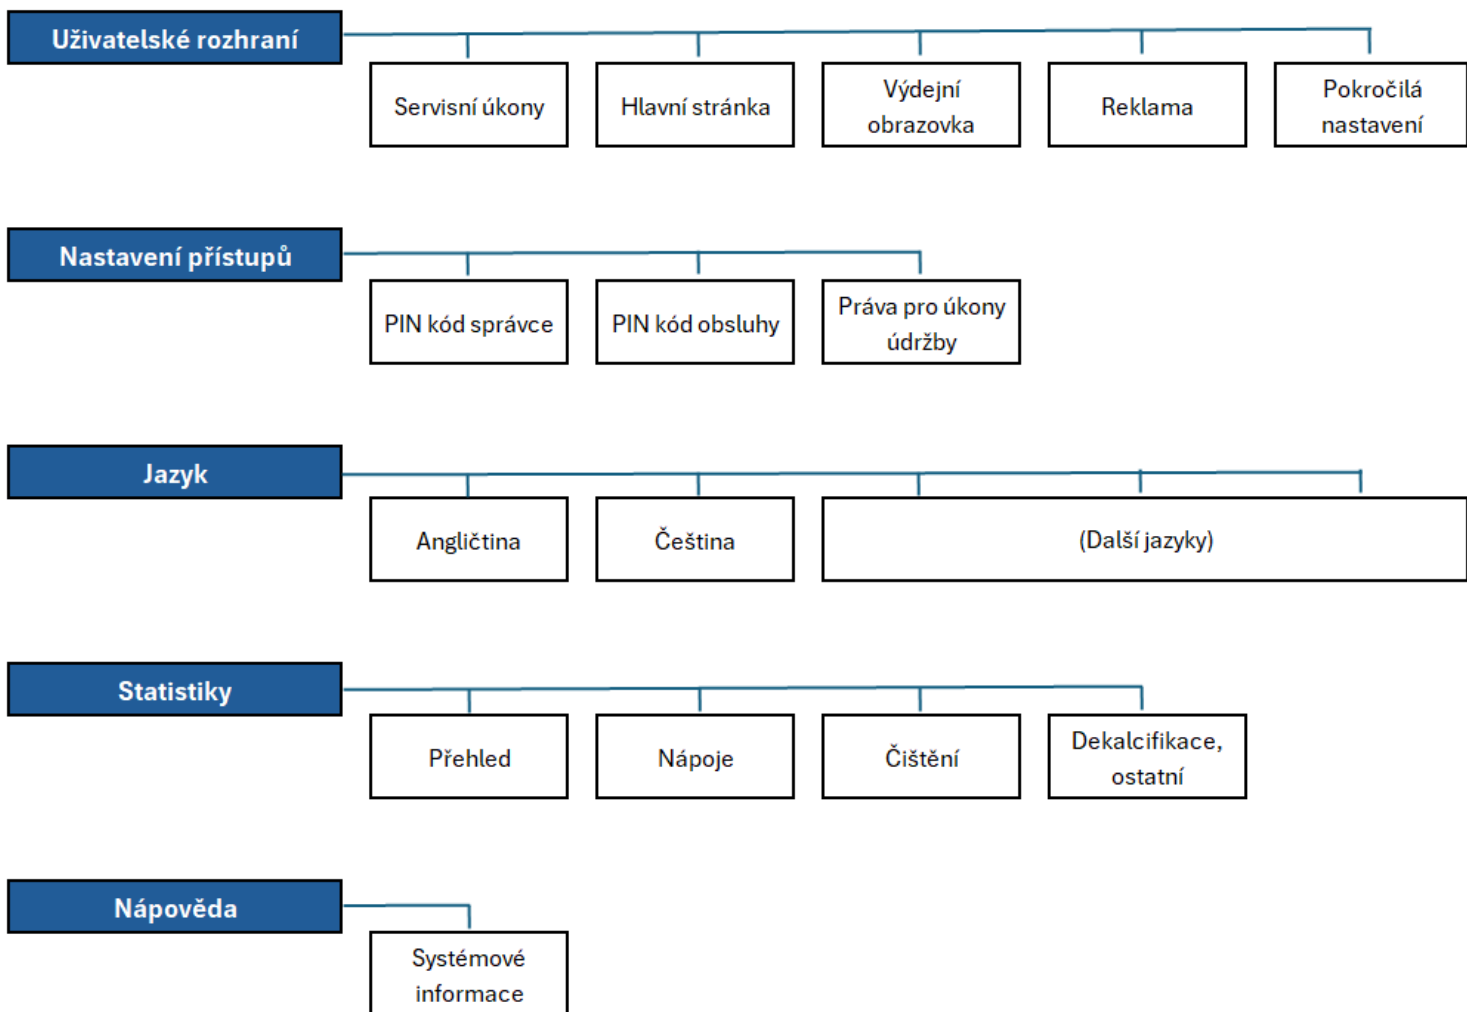 Uživatelské rozhraní
Servisní úkony
Hlavní stránka
Výdejní
obrazovka
Reklama
Pokročilá
nastavení
Nastavení přístupů
PIN kód správce
PIN kód obsluhy
Práva pro úkony
údržby
Jazyk
Angličtina
Čeština
(Další jazyky)
Statistiky
Přehled
Nápoje
Čištění
Dekalcifikace,
ostatní
Nápověda
Systémové
informace